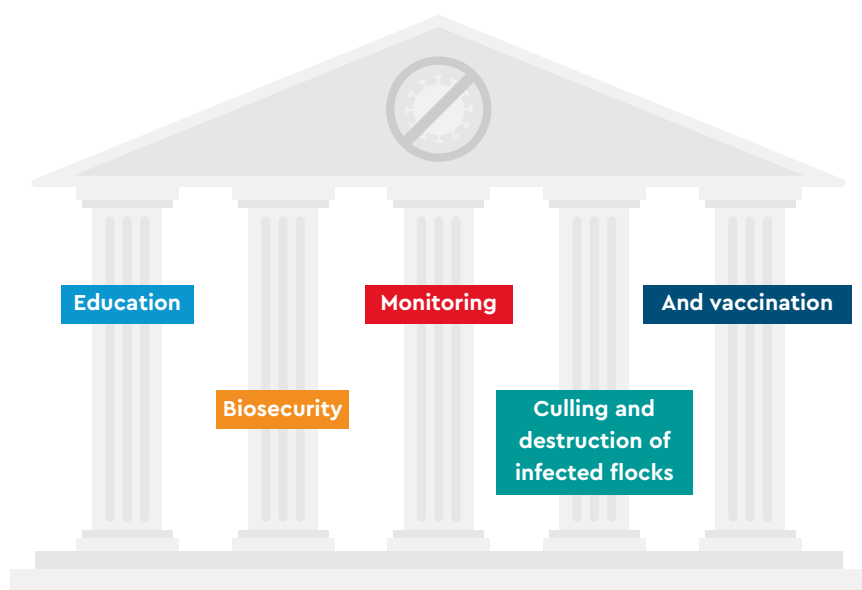 Education
Monitoring
And vaccination
Biosecurity
Culling and
destruction of
infected flocks